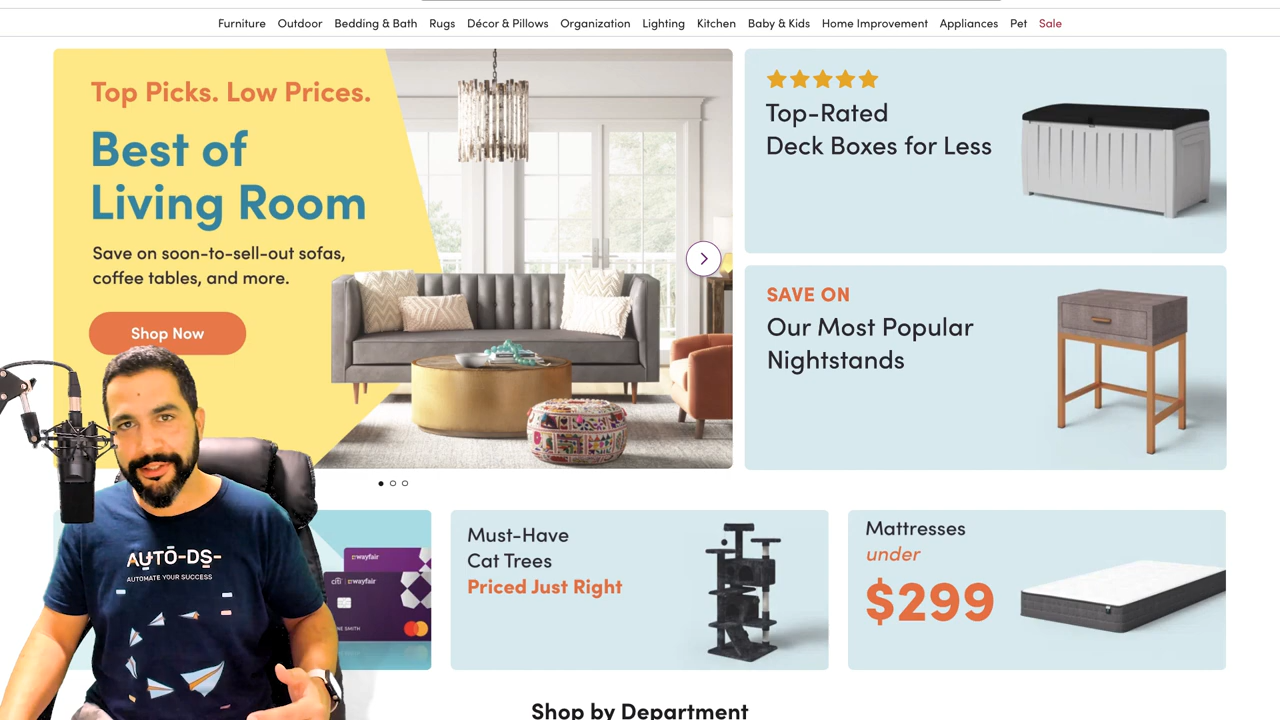 Furniture Outdoor Bedding & Bath Rugs Décor & Pillows Organization Lighting Kitchen Baby & Kids Home Improvement Appliances Pet Sale
Top Picks. Low Prices.
Best of
Living Room
Save on soon-to-sell-out sofas,
coffee tables, and more.
Shop Now
Top-Rated
Deck Boxes for Less
SAVE ON
Our Most Popular
Nightstands
AUTO-DS-
AUTOMATE YOUR SUCCESS
wayfair
citi wayfair
NE SMITH
Must-Have
Cat Trees
Priced Just Right
Mattresses
under
$299
Shop by Department